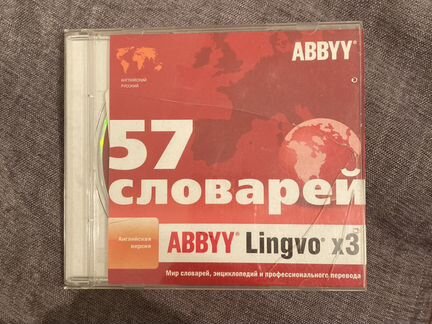 ABBYY®
АНГЛИЙСКИЙ
РУССКИЙ
57
словарей
Английская
версия
ABBYY® Lingvo® x3
Мир словарей, энциклопедий и профессионального перевода